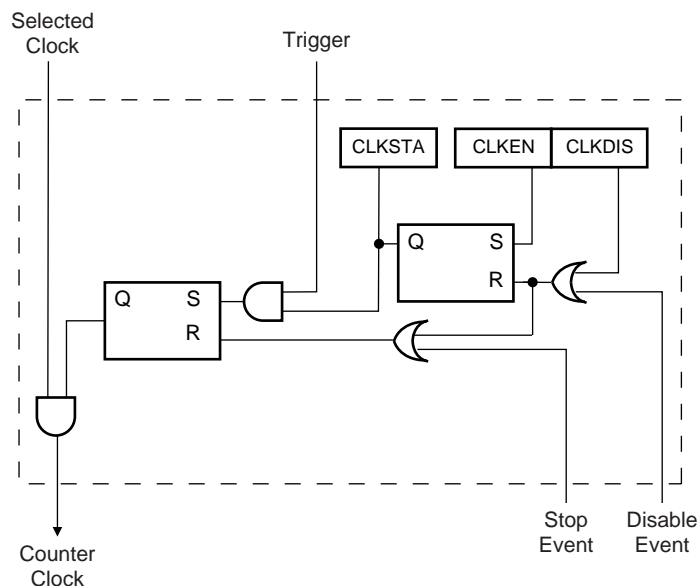 Selected
Clock
Trigger
CLKSTA
CLKEN
CLKDIS
Q
S
R
Q
S
R
Stop
Event
Disable
Event
Counter
Clock